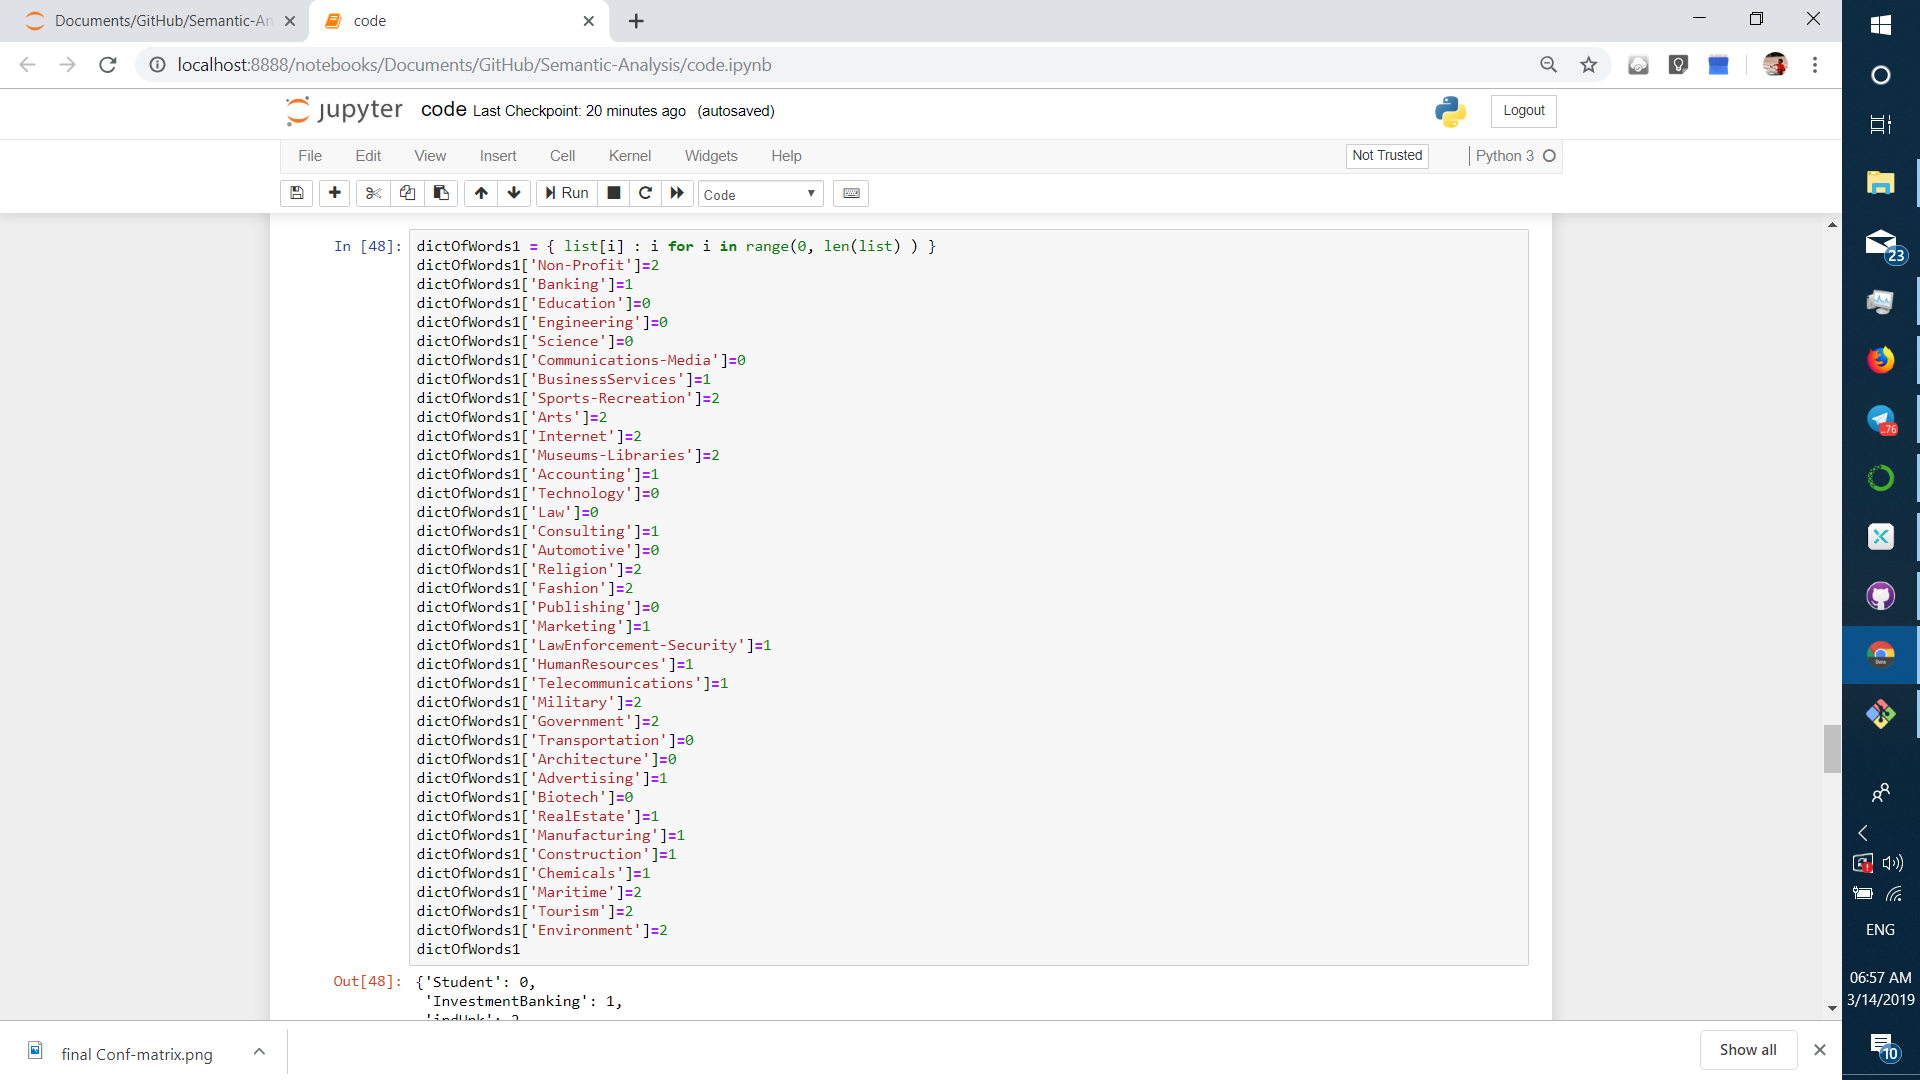 Documents/GitHub/Semantic-An
code
localhost:8888/notebooks/Documents/GitHub/Semantic-Analysis/code.ipynb
jupyter code Last Checkpoint: 20 minutes ago (autosaved)
Logout
File Edit View Insert Cell Kernel Widgets Help
Not Trusted
Python 3
Run
Code
In [48]: dictOfWords1 = { list[i] : i for i in range(0, len(list) ) }
dictOfWords1['Non-Profit']=2
dictOfWords1['Banking']=1
dictOfWords1['Education']=0
dictOfWords1['Engineering']=0
dictOfWords1['Science']=0
dictOfWords1['Communications-Media']=0
dictOfWords1['BusinessServices']=1
dictOfWords1['Sports-Recreation']=2
dictOfWords1['Arts']=2
dictOfWords1['Internet']=2
dictOfWords1['Museums-Libraries']=2
dictOfWords1['Accounting']=1
dictOfWords1['Technology']=0
dictOfWords1['Law']=0
dictOfWords1['Consulting']=1
dictOfWords1['Automotive']=0
dictOfWords1['Religion']=2
dictOfWords1['Fashion']=2
dictOfWords1['Publishing']=0
dictOfWords1['Marketing']=1
dictOfWords1['LawEnforcement-Security']=1
dictOfWords1['HumanResources']=1
dictOfWords1['Telecommunications']=1
dictOfWords1['Military']=2
dictOfWords1['Government']=2
dictOfWords1['Transportation']=0
dictOfWords1['Architecture']=0
dictOfWords1['Advertising']=1
dictOfWords1['Biotech']=0
dictOfWords1['RealEstate']=1
dictOfWords1['Manufacturing']=1
dictOfWords1['Construction']=1
dictOfWords1['Chemicals']=1
dictOfWords1['Maritime']=2
dictOfWords1['Tourism']=2
dictOfWords1['Environment']=2
dictOfWords1
Out[48]: {'Student': 0,
'InvestmentBanking': 1,
final Conf-matrix.png
Show all
23
..76
Beta
ENG
06:57 AM
3/14/2019
10